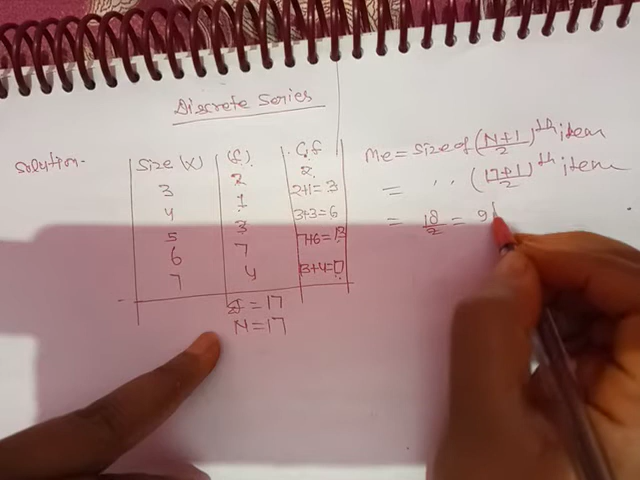 Discrete Series
Solution-
Size (X) (f) C.f
3 2 2
4 1 2+1=3
5 3 3+3=6
6 7 7+6=13
7 4 13+4=17
=17
N=17
Me = Size of (N+1/2)th item
= ,, (17+1/2)th item
= 18/2 = 9